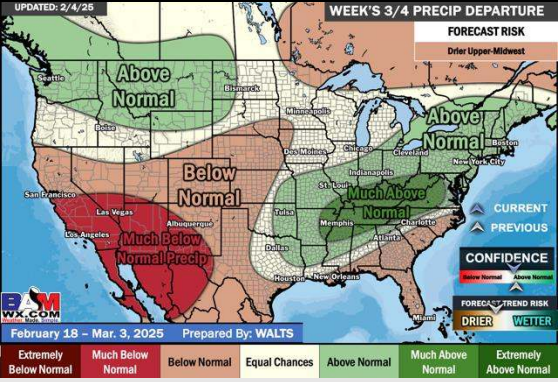 UPDATED: 2/4/25
WEEK'S 3/4 PRECIP DEPARTURE
FORECAST RISK
Drier Upper-Midwest
Seattle
Above
Normal
Bismarck
Minneapolis
Above
Normal
Boise
Boston
Des Moines
Chicago
Cleveland
New York City
Below
Normal
Indianapolis
San Francisco
St. Louis
Much Above
Normal
Las Vegas
CURRENT
PREVIOUS
Tulsa
Los Angeles
Albuquerque
Memphis
Charlotte
Much Below
Normal Precip
Atlanta
Dallas
CONFIDENCE
Below Normal
Above Normal
Houston
New Orleans
BAM
WX.COM
Weather. Made. Simple.
FORECAST TREND RISK
DRIER
WETTER
Miami
February 18 – Mar. 3, 2025
Prepared By: WALTS
Extremely
Below Normal
Much Below
Normal
Below Normal
Equal Chances
Above Normal
Much Above
Normal
Extremely
Above Normal